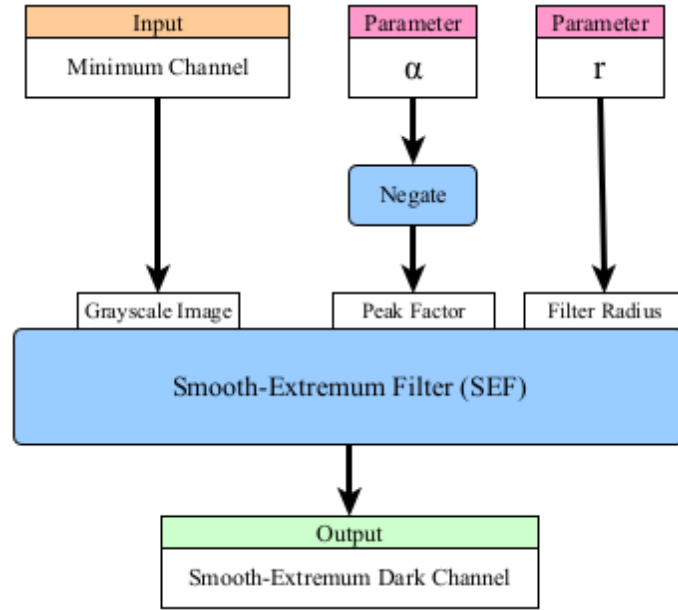 Input
Parameter
Parameter
Minimum Channel
α
r
Negate
Grayscale Image
Peak Factor
Filter Radius
Smooth-Extremum Filter (SEF)
Output
Smooth-Extremum Dark Channel